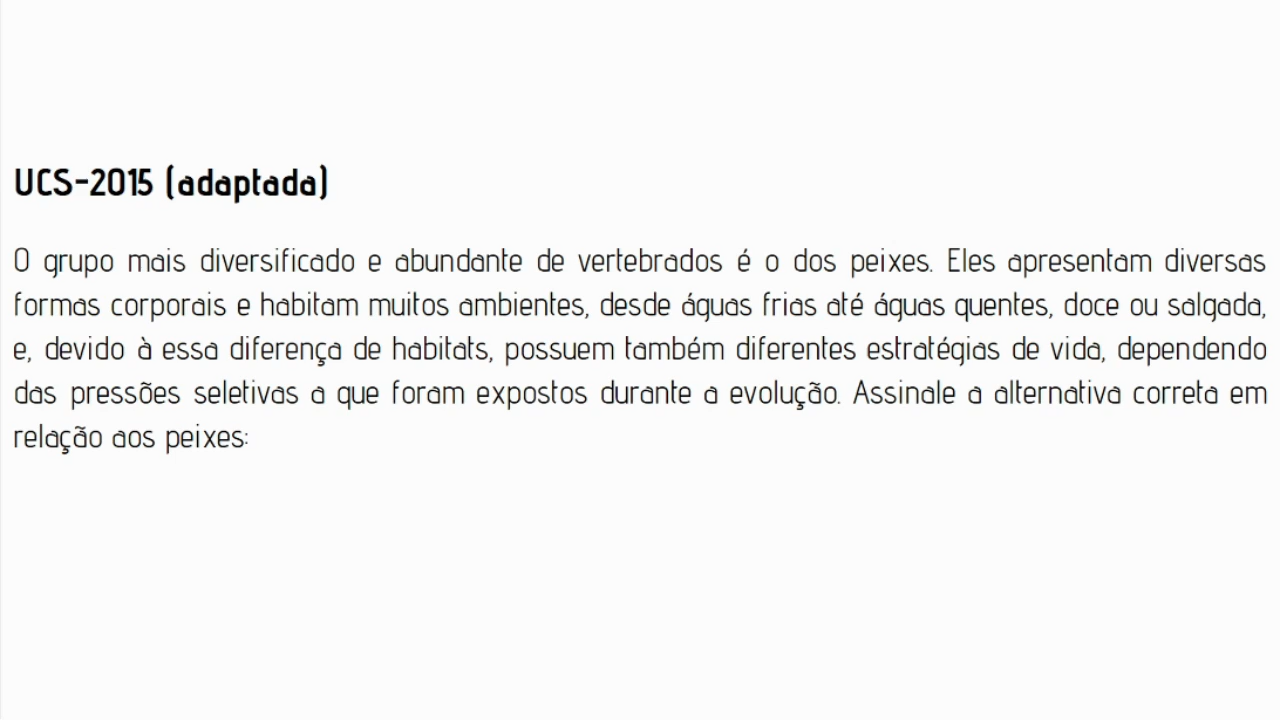 UCS-2015 (adaptada)
O grupo mais diversificado e abundante de vertebrados é o dos peixes. Eles apresentam diversas
formas corporais e habitam muitos ambientes, desde águas frias até águas quentes, doce ou salgada,
e, devido à essa diferença de habitats, possuem também diferentes estratégias de vida, dependendo
das pressões seletivas a que foram expostos durante a evolução. Assinale a alternativa correta em
relação aos peixes: